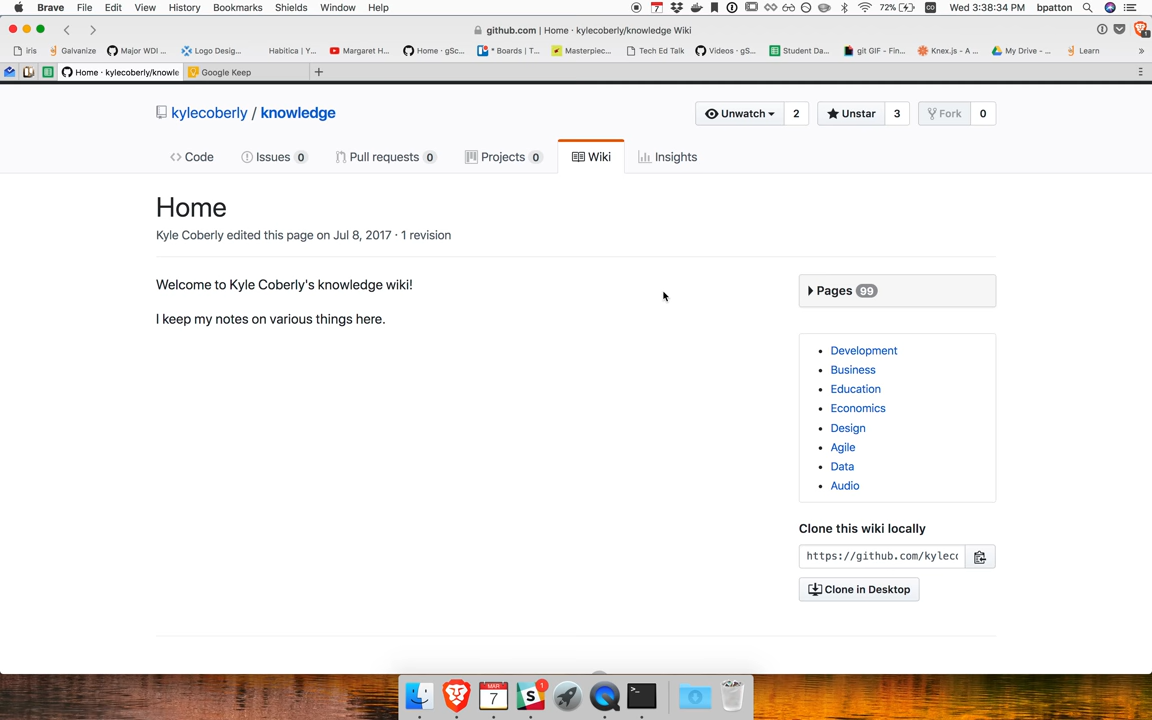 Brave File Edit View History Bookmarks Shields Window Help 7 72% Wed 3:38:34 PM bpatton
github.com | Home · kylecoberly/knowledge Wiki
iris Galvanize Major WDI ... Logo Desig... Habitica | Y... Margaret H... Home · gSc... * Boards | T... Masterpiec... Tech Ed Talk Videos · gS... Student Da... git GIF - Fin... Knex.js - A ... My Drive - ... Learn »
Home · kylecoberly/knowle Google Keep +
kylecoberly / knowledge Unwatch 2 Unstar 3 Fork 0
Code Issues 0 Pull requests 0 Projects 0 Wiki Insights
Home
Kyle Coberly edited this page on Jul 8, 2017 · 1 revision
Welcome to Kyle Coberly's knowledge wiki!
I keep my notes on various things here.
Pages 99
Development
Business
Education
Economics
Design
Agile
Data
Audio
Clone this wiki locally
https://github.com/kyleco
Clone in Desktop
MAR
7
1